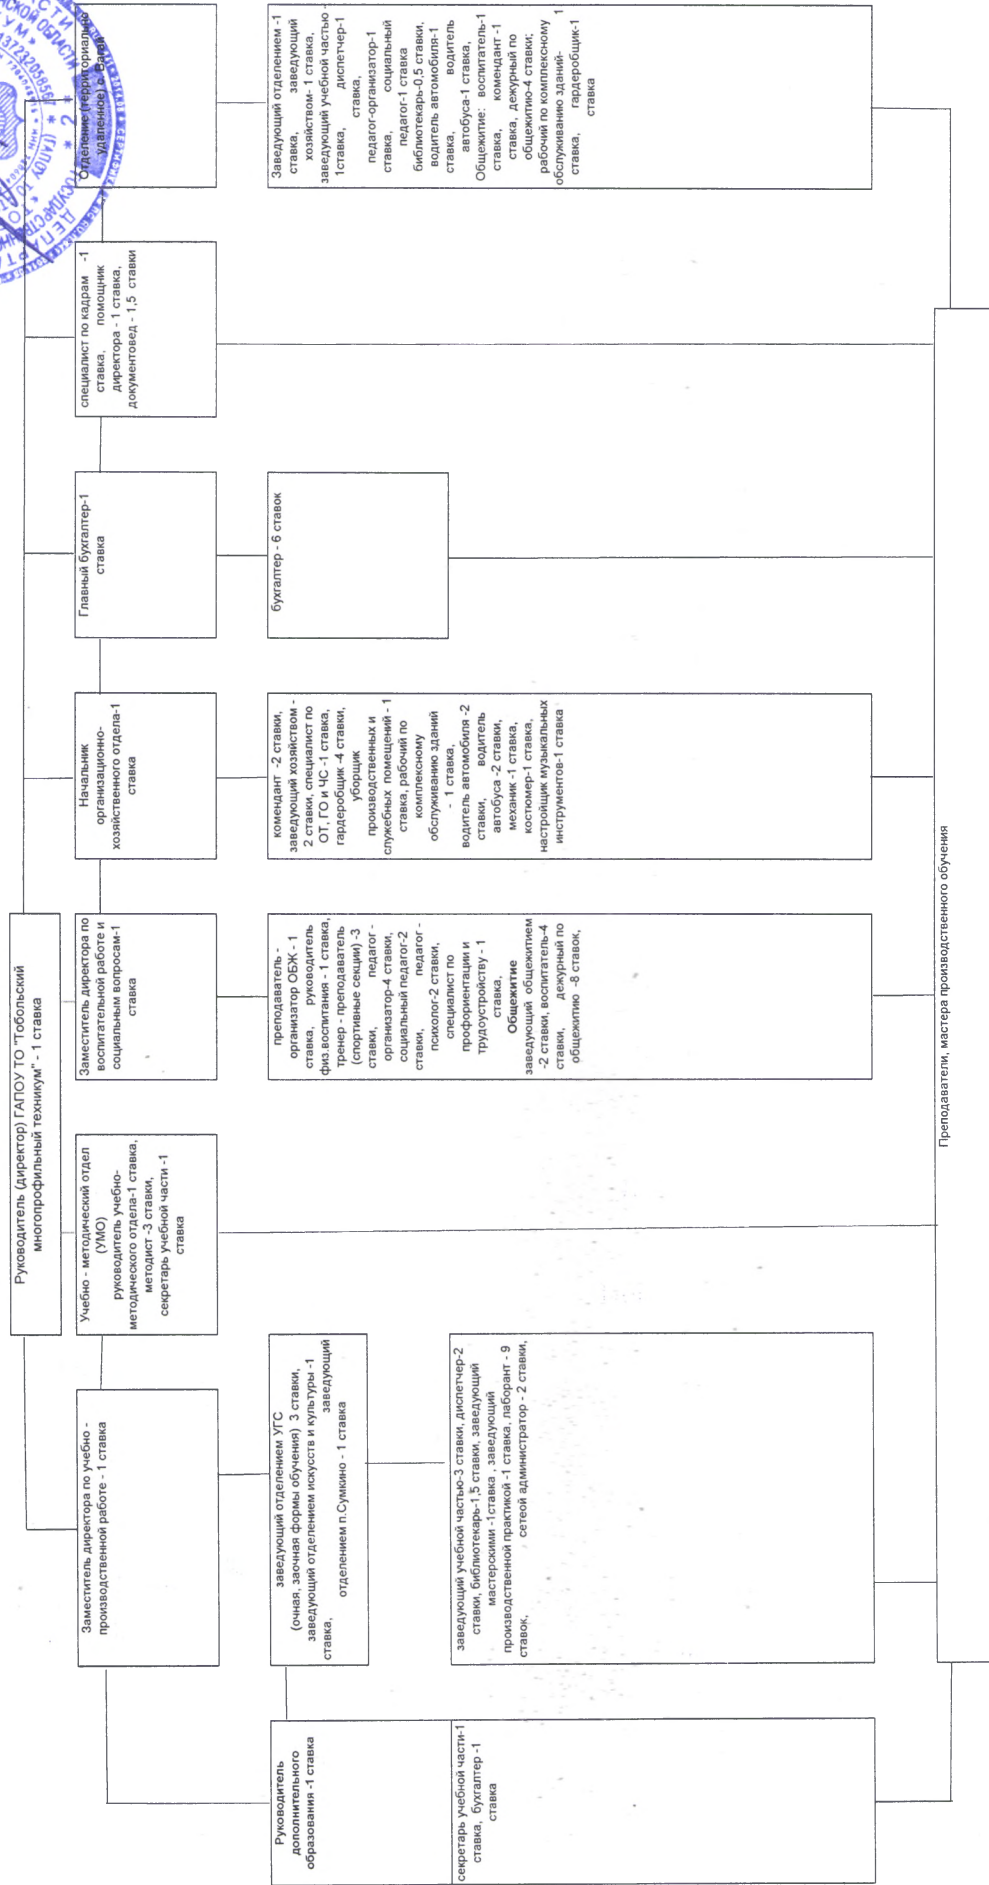 Руководитель (директор) ГАПОУ ТО "Тобольский
многопрофильный техникум" - 1 ставка
Заместитель директора по учебно -
производственной работе - 1 ставка
Учебно - методический отдел
(УМО)
руководитель учебно-
методического отдела-1 ставка,
методист -3 ставки,
секретарь учебной части -1
ставка
Заместитель директора по
воспитательной работе и
социальным вопросам-1
ставка
Начальник
организационно-
хозяйственного отдела-1
ставка
Главный бухгалтер-1
ставка
специалист по кадрам -1
ставка, помощник
директора - 1 ставка,
документовед - 1,5 ставки
Отделение (территориально
удаленное) с. Вагай
Руководитель
дополнительного
образования -1 ставка
заведующий отделением УГС
(очная, заочная формы обучения) 3 ставки,
заведующий отделением искусств и культуры -1
ставка, заведующий
отделением п.Сумкино - 1 ставка
преподаватель -
организатор ОБЖ - 1
ставка, руководитель
физ.воспитания - 1 ставка,
тренер - преподаватель
(спортивные секции) -3
ставки, педагог -
организатор-4 ставки,
социальный педагог-2
ставки, педагог -
психолог-2 ставки,
специалист по
профориентации и
трудоустройству - 1
ставка,
Общежитие
заведующий общежитием
-2 ставки, воспитатель-4
ставки, дежурный по
общежитию -8 ставок,
комендант -2 ставки,
заведующий хозяйством -
2 ставки, специалист по
ОТ, ГО и ЧС -1 ставка,
гардеробщик -4 ставки,
уборщик
производственных и
служебных помещений - 1
ставка, рабочий по
комплексному
обслуживанию зданий
- 1 ставка,
водитель автомобиля -2
ставки, водитель
автобуса -2 ставки,
механик -1 ставка,
костюмер-1 ставка,
настройщик музыкальных
инструментов-1 ставка
бухгалтер - 6 ставок
Заведующий отделением -1
ставка, заведующий
хозяйством- 1 ставка,
заведующий учебной частью -
1ставка, диспетчер-1
ставка,
педагог-организатор-1
ставка, социальный
педагог-1 ставка
библиотекарь-0,5 ставки,
водитель автомобиля-1
ставка, водитель
автобуса-1 ставка,
Общежитие: воспитатель-1
ставка, комендант -1
ставка, дежурный по
общежитию-4 ставки;
рабочий по комплексному
обслуживанию зданий- 1
ставка, гардеробщик-1
ставка
секретарь учебной части-1
ставка, бухгалтер -1
ставка
заведующий учебной частью-3 ставки, диспетчер-2
ставки, библиотекарь-1,5 ставки, заведующий
мастерскими -1ставка , заведующий
производственной практикой -1 ставка, лаборант - 9
ставок, сетеой администратор - 2 ставки,
Преподаватели, мастера производственного обучения